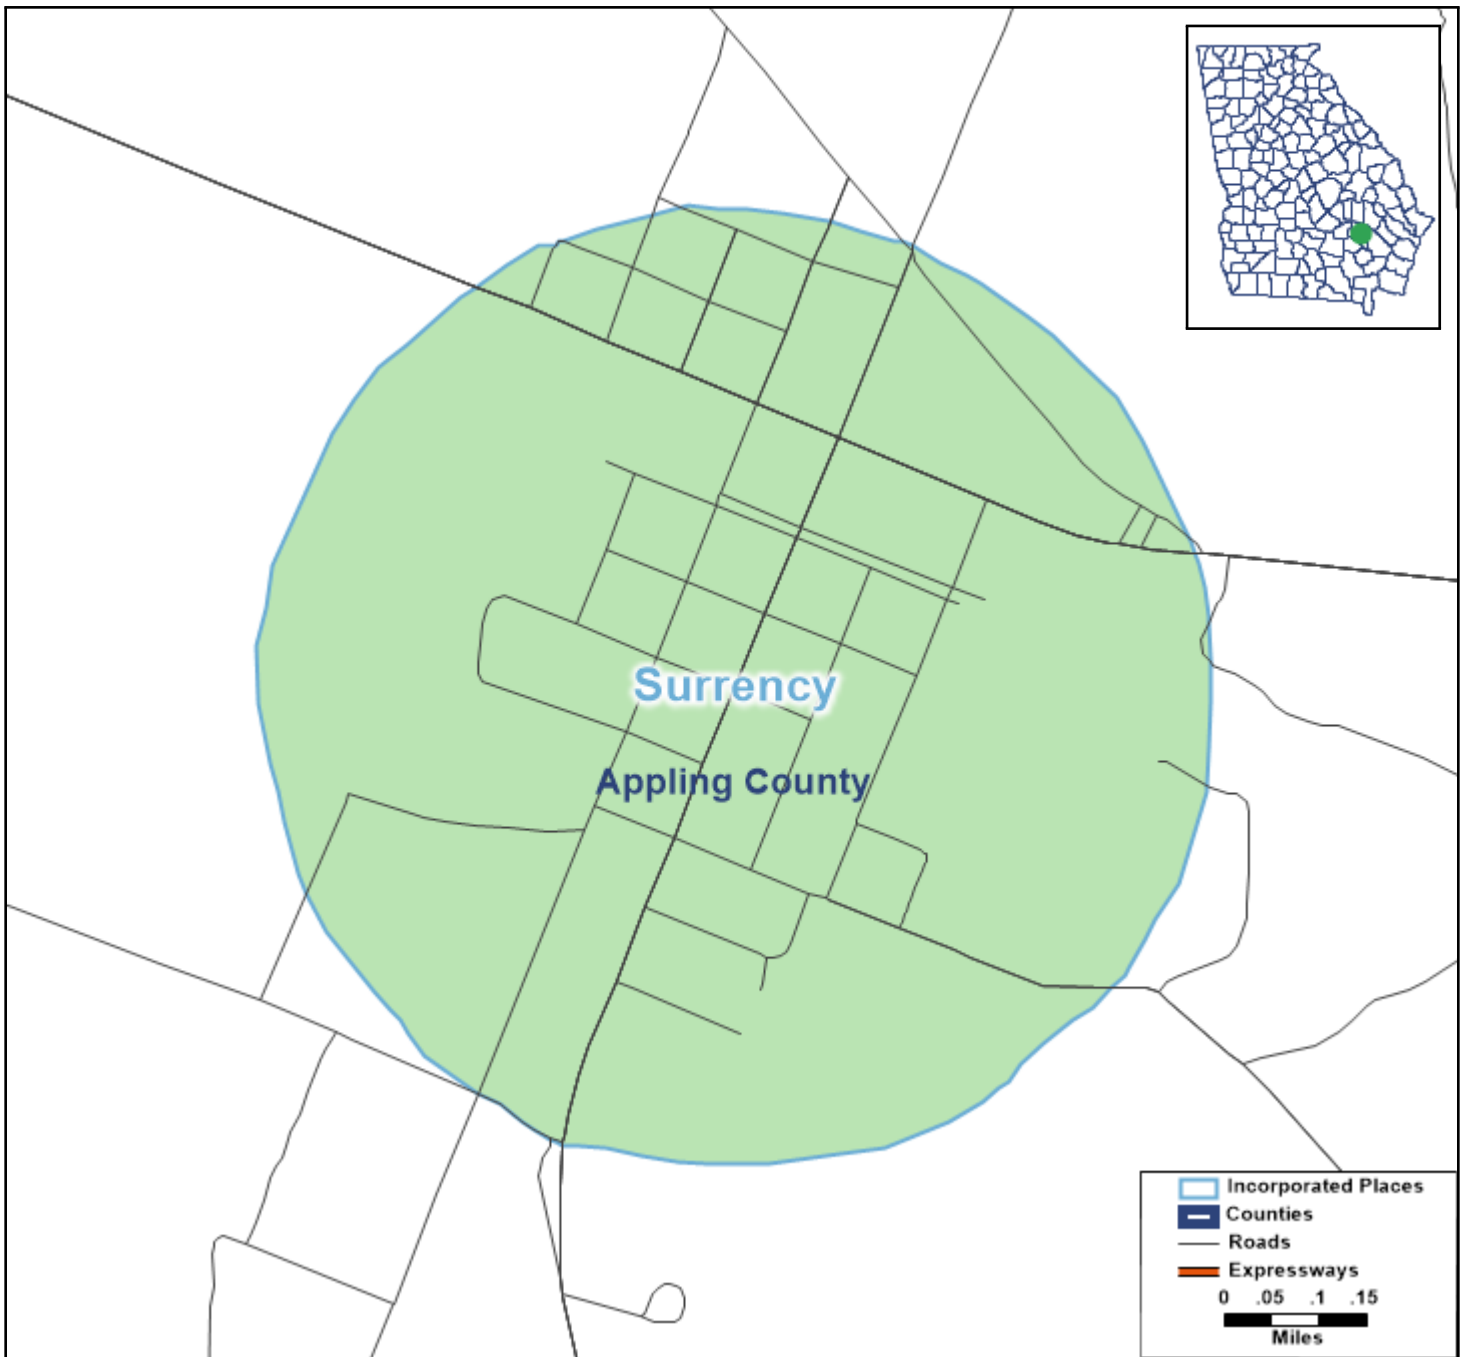 Surrency
Appling County
Incorporated Places
Counties
Roads
Expressways
0 .05 .1 .15
Miles